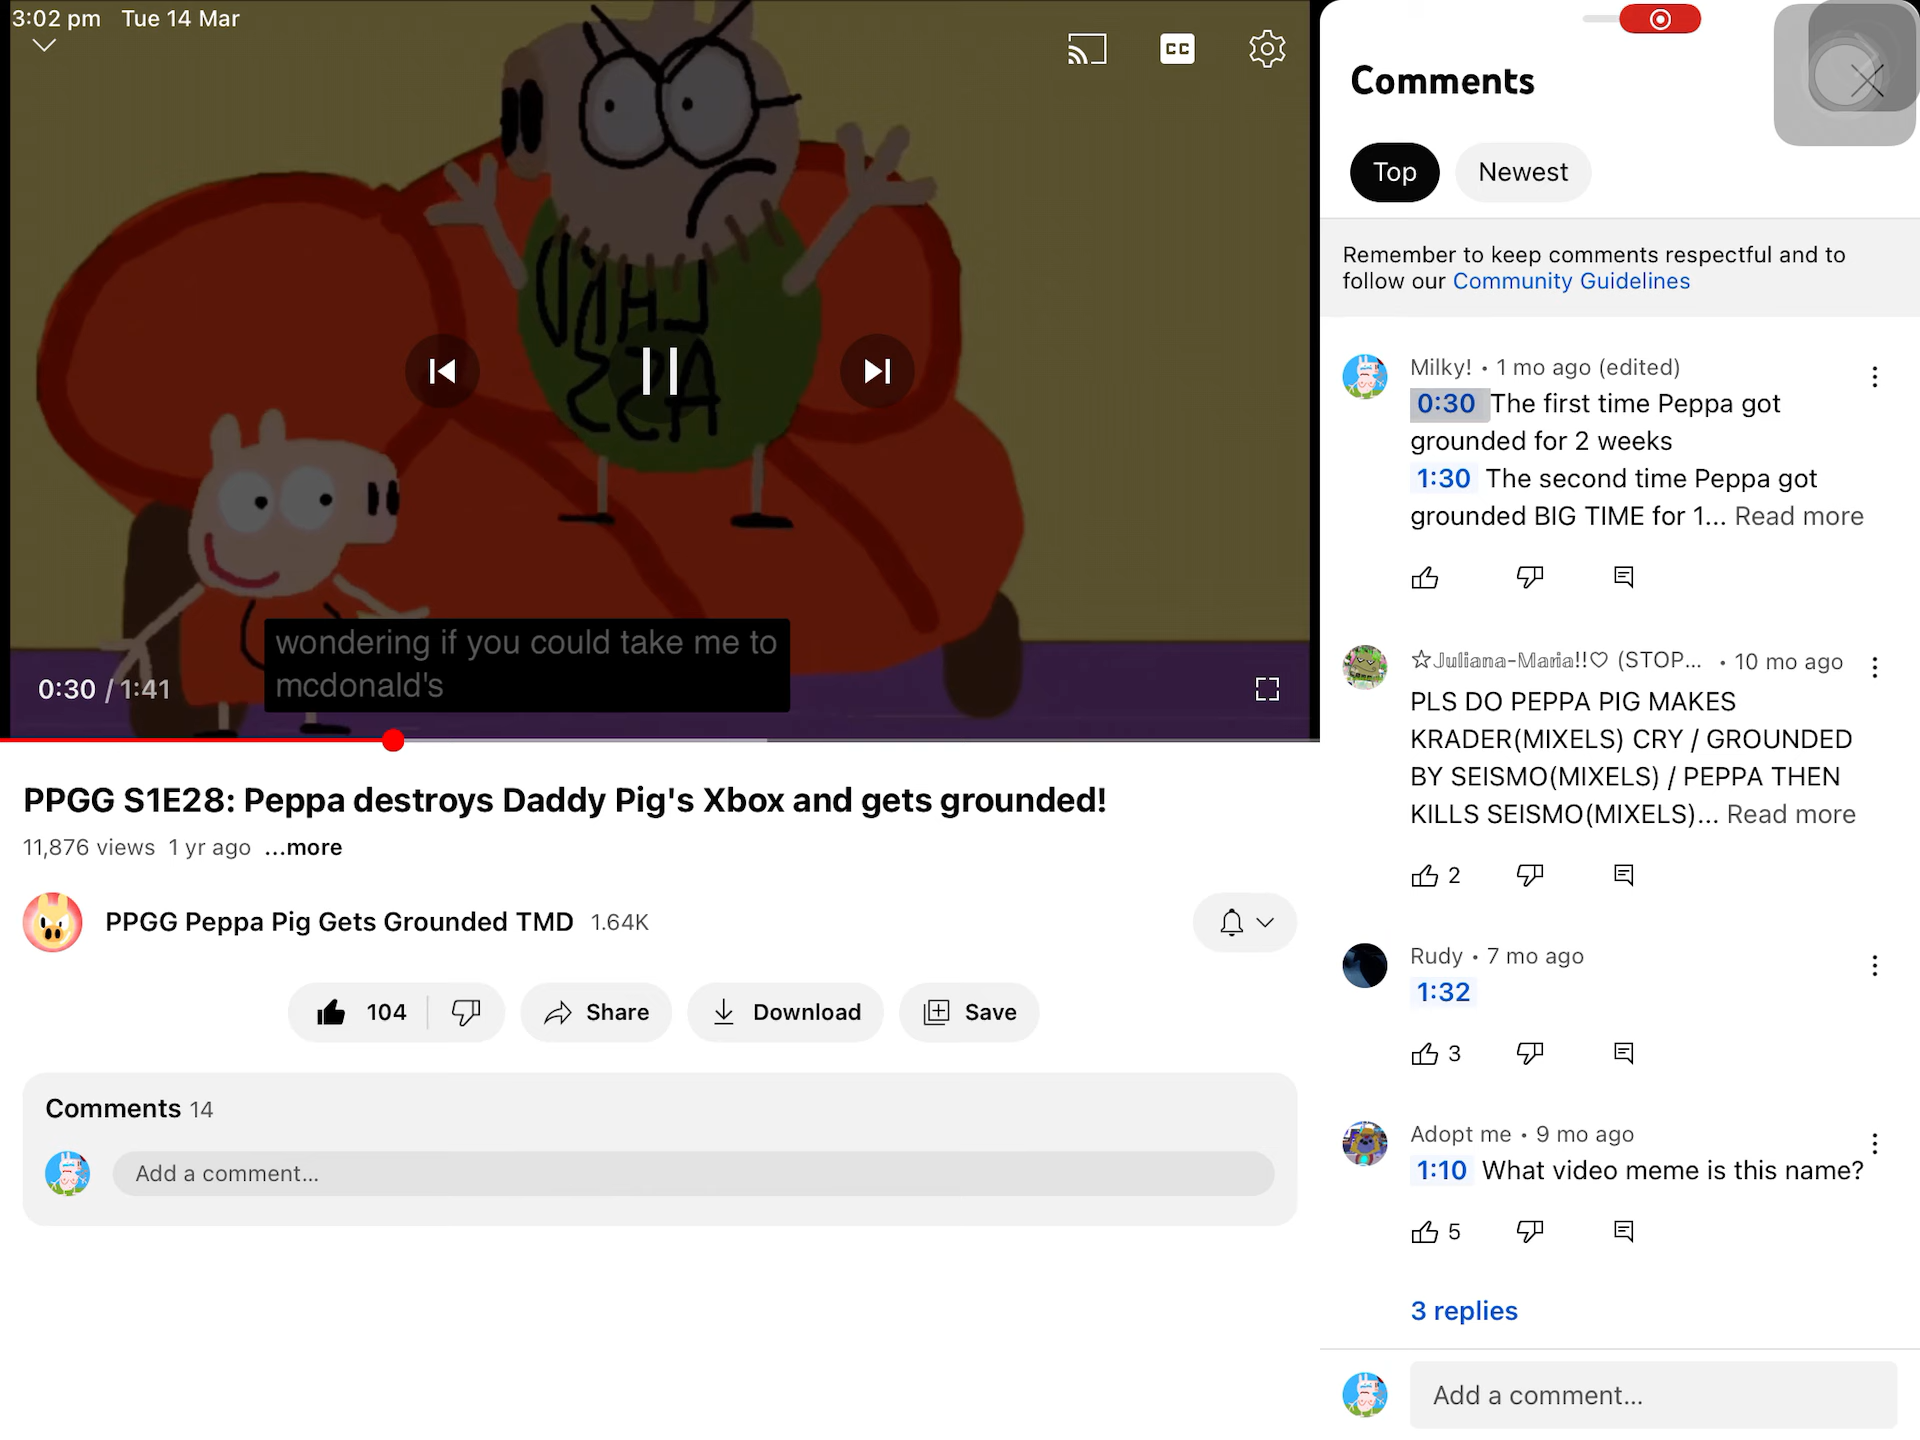 3:02 pm Tue 14 Mar
CC
wondering if you could take me to
mcdonald's
0:30 / 1:41
PPGG S1E28: Peppa destroys Daddy Pig's Xbox and gets grounded!
11,876 views 1 yr ago ...more
PPGG Peppa Pig Gets Grounded TMD 1.64K
104 Share Download Save
Comments 14
Add a comment...
Comments
Top Newest
Remember to keep comments respectful and to
follow our Community Guidelines
Milky! • 1 mo ago (edited)
0:30 The first time Peppa got
grounded for 2 weeks
1:30 The second time Peppa got
grounded BIG TIME for 1... Read more
☆Juliana-Maria!!♡ (STOP... • 10 mo ago
PLS DO PEPPA PIG MAKES
KRADER(MIXELS) CRY / GROUNDED
BY SEISMO(MIXELS) / PEPPA THEN
KILLS SEISMO(MIXELS)... Read more
2
Rudy • 7 mo ago
1:32
3
Adopt me • 9 mo ago
1:10 What video meme is this name?
5
3 replies
Add a comment...